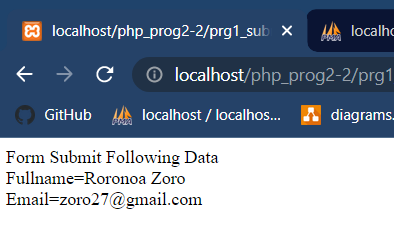 localhost/php_prog2-2/prg1_sub
localho
localhost/php_prog2-2/prg1
GitHub
PMA
localhost / localhos...
diagrams.
Form Submit Following Data
Fullname=Roronoa Zoro
Email=zoro27@gmail.com